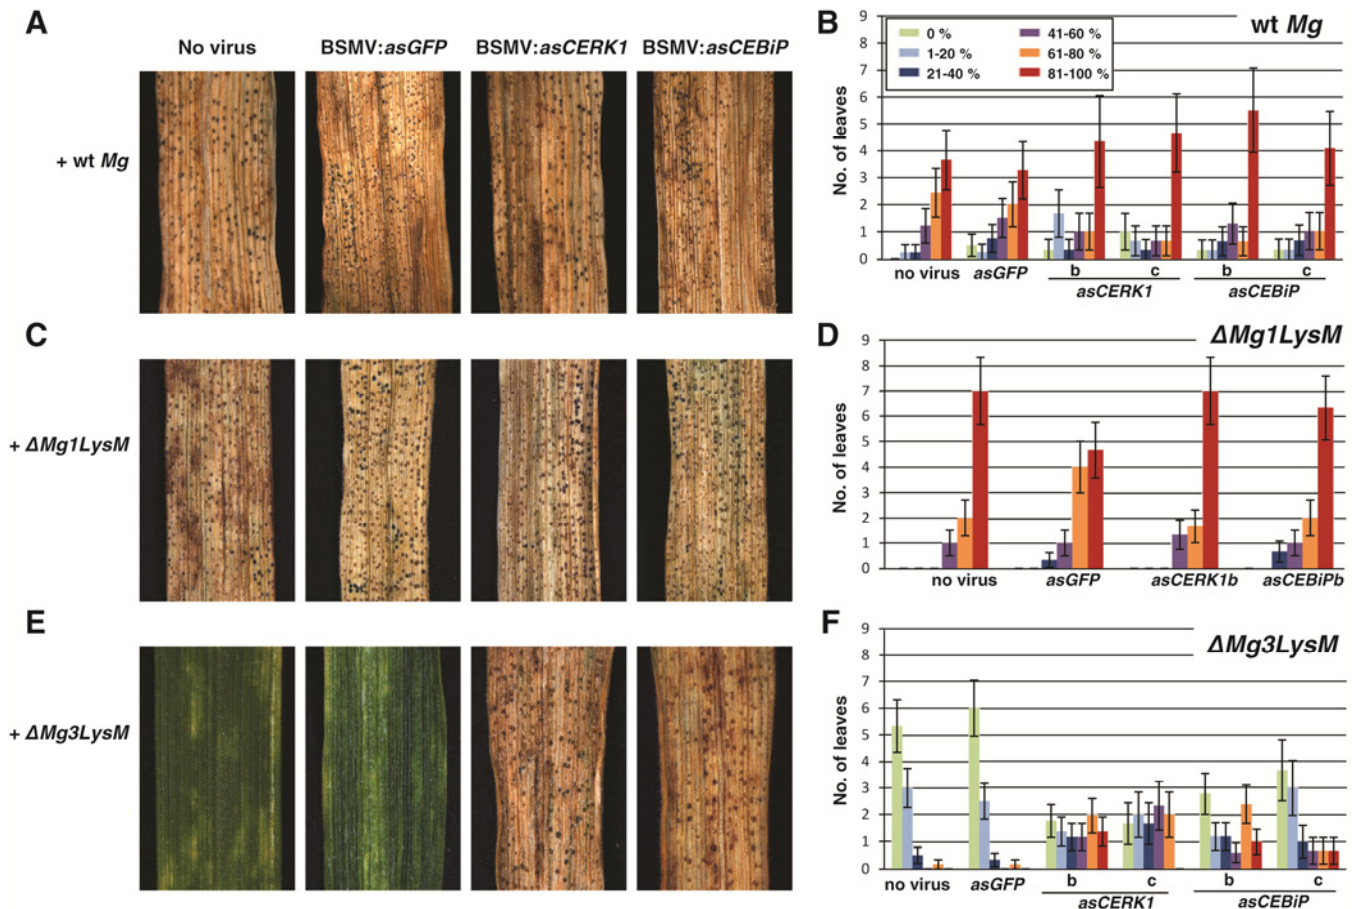 A
No virus
BSMV:asGFP
BSMV:asCERK1
BSMV:asCEBiP
+ wt Mg
B
wt Mg
0 %
1-20 %
21-40 %
41-60 %
61-80 %
81-100 %
No. of leaves
9
8
7
6
5
4
3
2
1
0
no virus
asGFP
b
c
asCERK1
b
c
asCEBiP
C
+ ΔMg1LysM
D
ΔMg1LysM
No. of leaves
9
8
7
6
5
4
3
2
1
0
no virus
asGFP
asCERK1b
asCEBiPb
E
+ ΔMg3LysM
F
ΔMg3LysM
No. of leaves
9
8
7
6
5
4
3
2
1
0
no virus
asGFP
b
c
asCERK1
b
c
asCEBiP